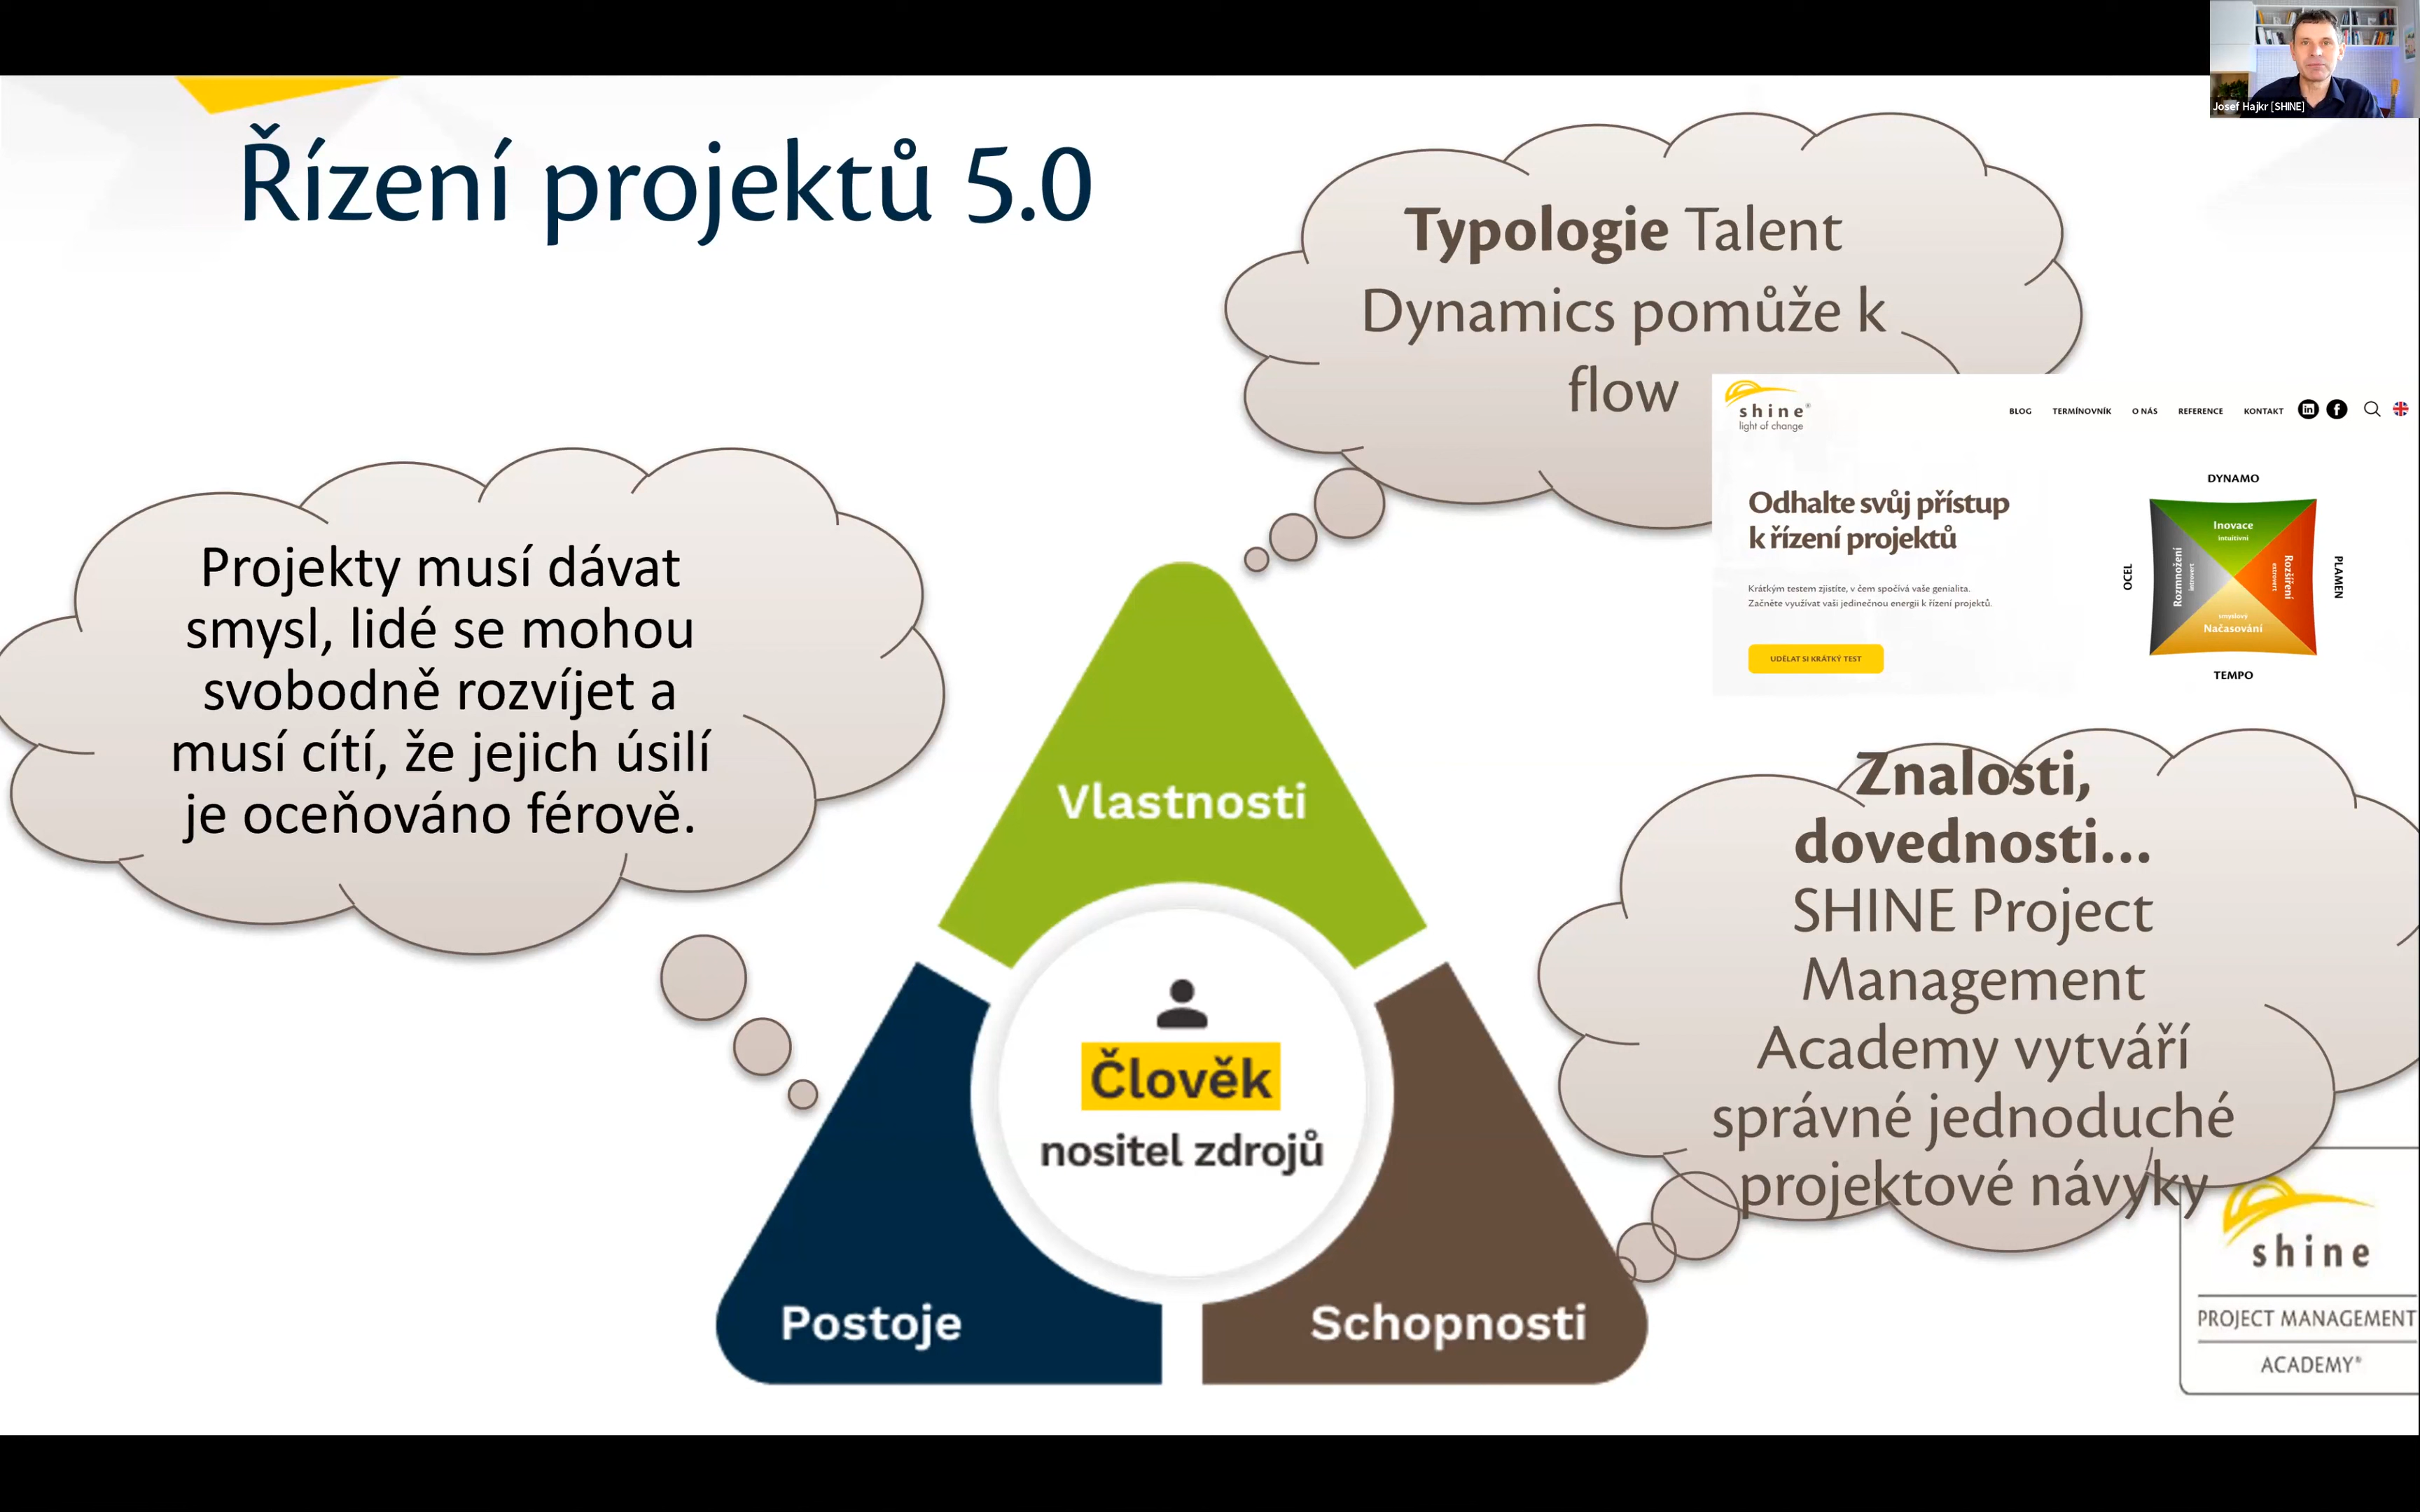 Josef Hajkr [SHINE]
Řízení projektů 5.0
Typologie Talent
Dynamics pomůže k
flow
shine®
light of change
BLOG TERMÍNOVNÍK O NÁS REFERENCE KONTAKT
Odhalte svůj přístup
k řízení projektů
Krátkým testem zjistíte, v čem spočívá vaše genialita.
Začněte využívat vaši jedinečnou energii k řízení projektů.
UDĚLAT SI KRÁTKÝ TEST
DYNAMO
Inovace
intuitivní
OCEL
Rozmnožení
introvert
Rozšíření
extrovert
PLAMEN
smyslový
Načasování
TEMPO
Projekty musí dávat
smysl, lidé se mohou
svobodně rozvíjet a
musí cítí, že jejich úsilí
je oceňováno férově.
Vlastnosti
Člověk
nositel zdrojů
Postoje
Schopnosti
Znalosti,
dovednosti...
SHINE Project
Management
Academy vytváří
správné jednoduché
projektové návyky
shine
PROJECT MANAGEMENT
ACADEMY®